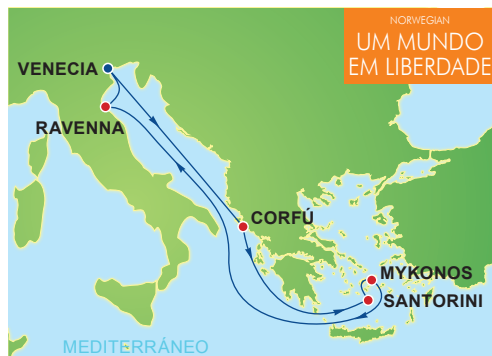 NORWEGIAN
UM MUNDO
EM LIBERDADE
VENECIA
RAVENNA
CORFÚ
MYKONOS
SANTORINI
MEDITERRÁNEO